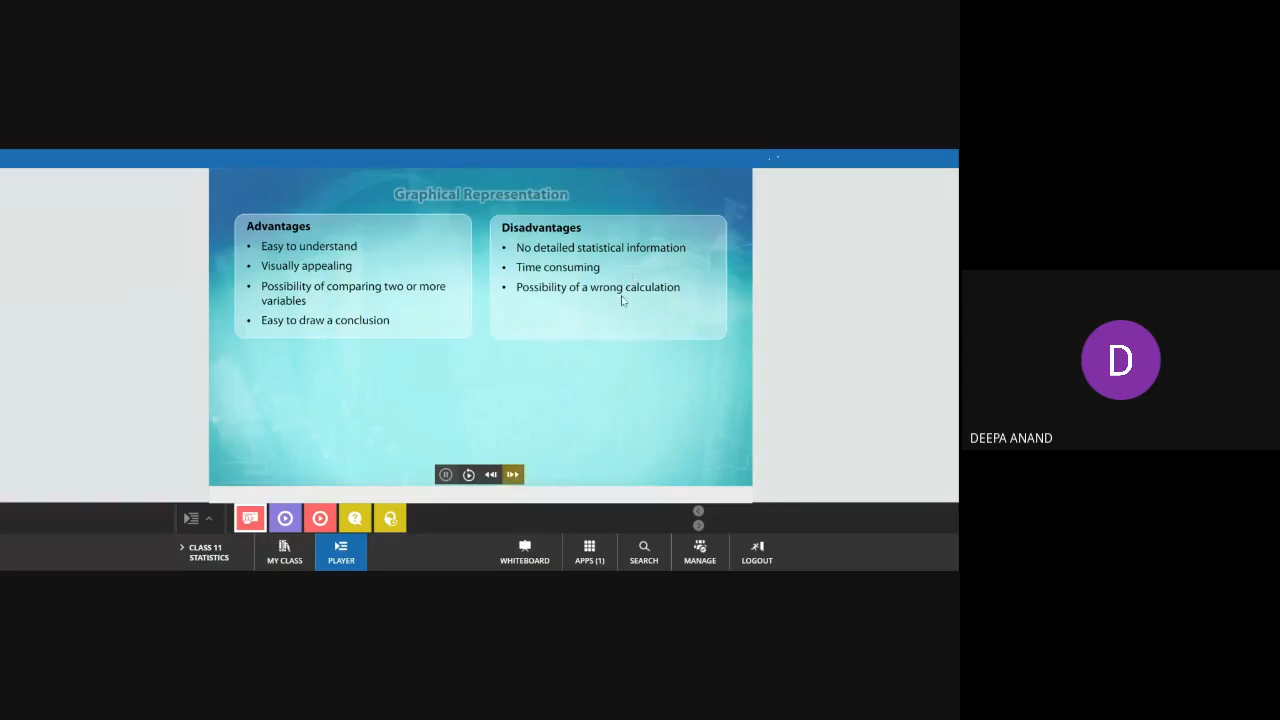 Graphical Representation
Advantages
• Easy to understand
• Visually appealing
• Possibility of comparing two or more
variables
• Easy to draw a conclusion
Disadvantages
• No detailed statistical information
• Time consuming
• Possibility of a wrong calculation
D
DEEPA ANAND
CLASS 11
STATISTICS
MY CLASS
PLAYER
WHITEBOARD
APPS (1)
SEARCH
MANAGE
LOGOUT